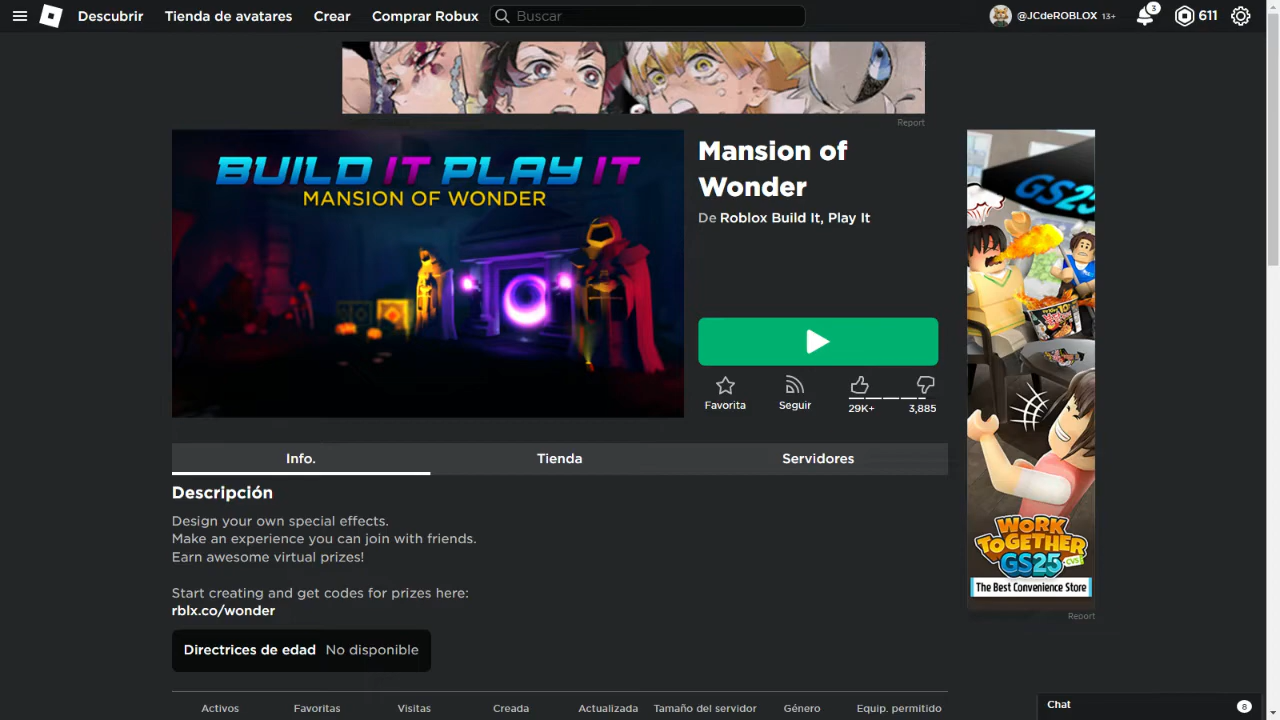 Descubrir Tienda de avatares Crear Comprar Robux Buscar @JCdeROBLOX 13+ 3 611
Report
BUILD IT PLAY IT
MANSION OF WONDER
Mansion of
Wonder
De Roblox Build It, Play It
Favorita Seguir 29K+ 3,885
Info. Tienda Servidores
Descripción
Design your own special effects.
Make an experience you can join with friends.
Earn awesome virtual prizes!
Start creating and get codes for prizes here:
rblx.co/wonder
Directrices de edad No disponible
Activos Favoritas Visitas Creada Actualizada Tamaño del servidor Género Equip. permitido
GS25
WORK
TOGETHER
GS25 CVS
The Best Convenience Store
Report
Chat 8